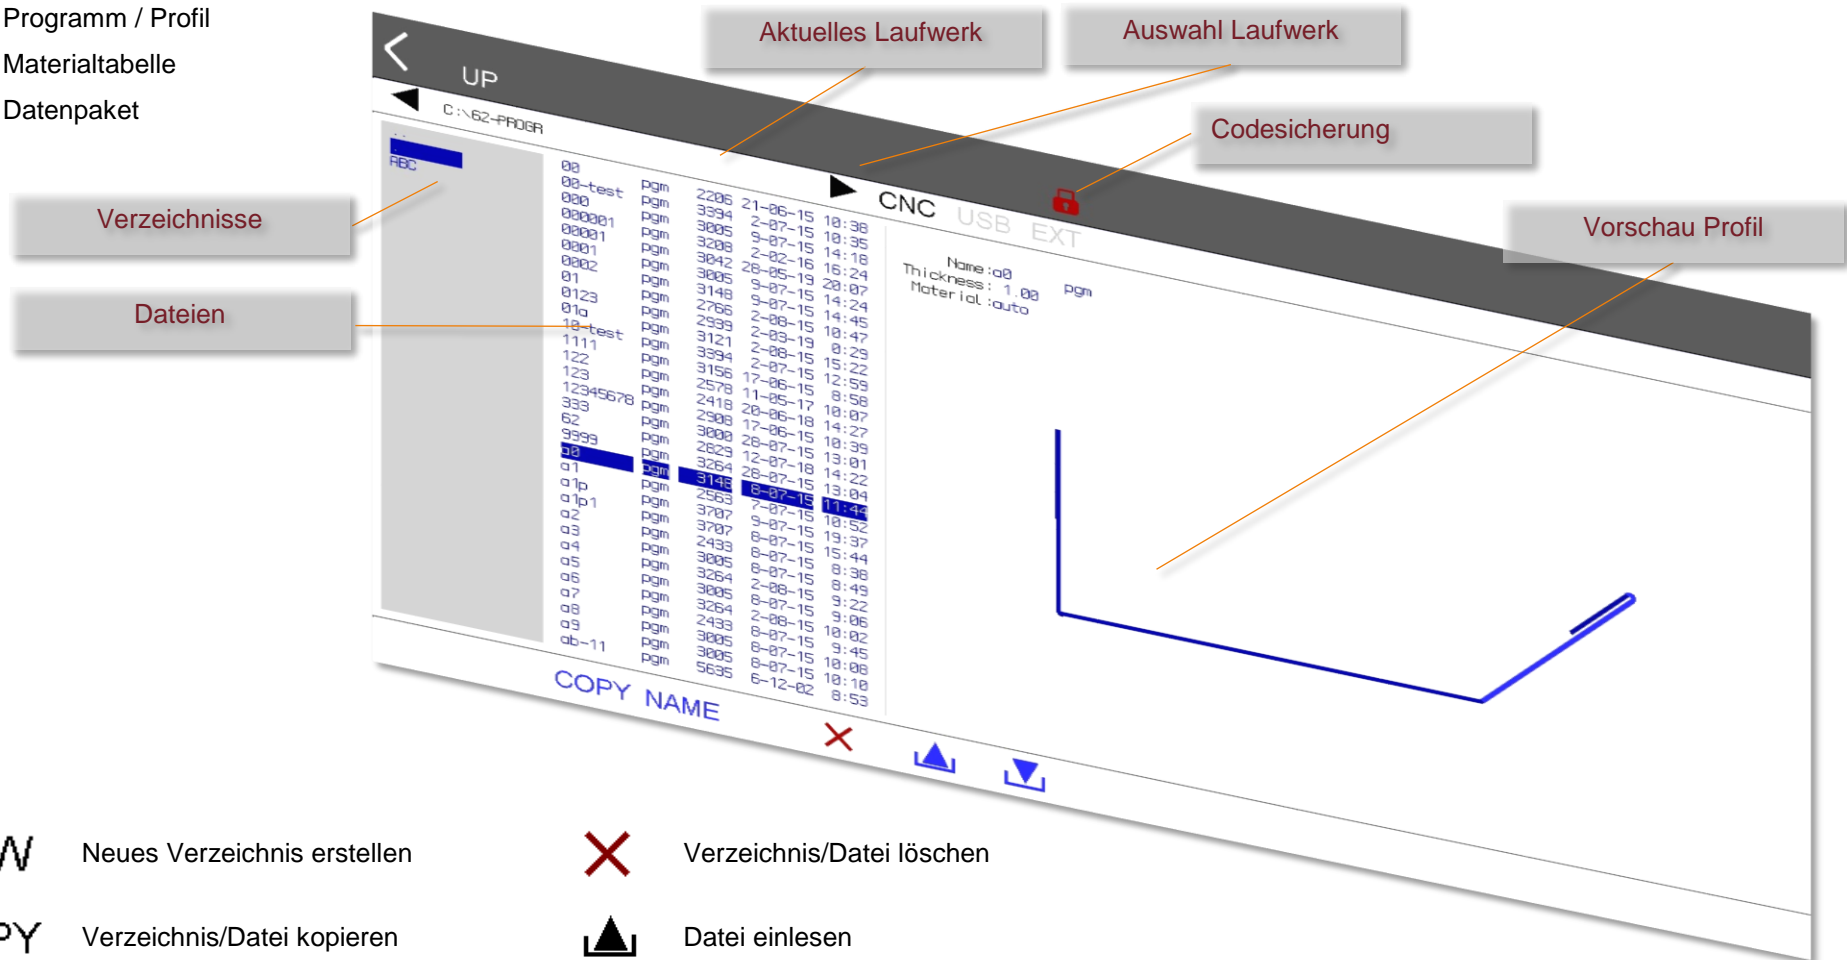 Programm / Profil
Materialtabelle
Datenpaket
Aktuelles Laufwerk
Auswahl Laufwerk
Codesicherung
Verzeichnisse
Dateien
Vorschau Profil
UP
C:\62-PROGR
CNC USB EXT
..
.
ABC
00 pgm 2206 21-06-15 10:38
00-test pgm 3394 2-07-15 10:35
000 pgm 3005 9-07-15 14:18
000001 pgm 3208 2-02-16 16:24
00001 pgm 3042 28-05-19 20:07
0001 pgm 3005 9-07-15 14:24
0002 pgm 3148 9-07-15 14:45
01 pgm 2766 2-08-15 10:47
0123 pgm 2939 2-03-19 0:29
01a pgm 3121 2-08-15 15:22
10-test pgm 3394 2-07-15 12:59
1111 pgm 3156 17-06-15 8:58
122 pgm 2578 11-05-17 10:07
123 pgm 2418 20-06-18 14:27
12345678 pgm 2908 17-06-15 10:39
333 pgm 3000 28-07-15 13:01
62 pgm 2829 12-07-18 14:22
9999 pgm 3264 28-07-15 13:04
a0 pgm 3148 8-07-15 11:44
a1 pgm 2563 7-07-15 10:52
a1p pgm 3707 9-07-15 19:37
a1p1 pgm 3707 8-07-15 15:44
a2 pgm 2433 8-07-15 8:38
a3 pgm 3005 8-07-15 8:49
a4 pgm 3264 2-08-15 9:22
a5 pgm 3005 8-07-15 9:06
a6 pgm 3264 2-08-15 10:02
a7 pgm 2433 8-07-15 9:45
a8 pgm 3005 8-07-15 10:08
a9 pgm 3005 8-07-15 10:10
ab-11 pgm 5635 6-12-02 8:53
Name:a0 pgm
Thickness: 1.00
Material:auto
COPY NAME
W Neues Verzeichnis erstellen
Verzeichnis/Datei löschen
PY Verzeichnis/Datei kopieren
Datei einlesen